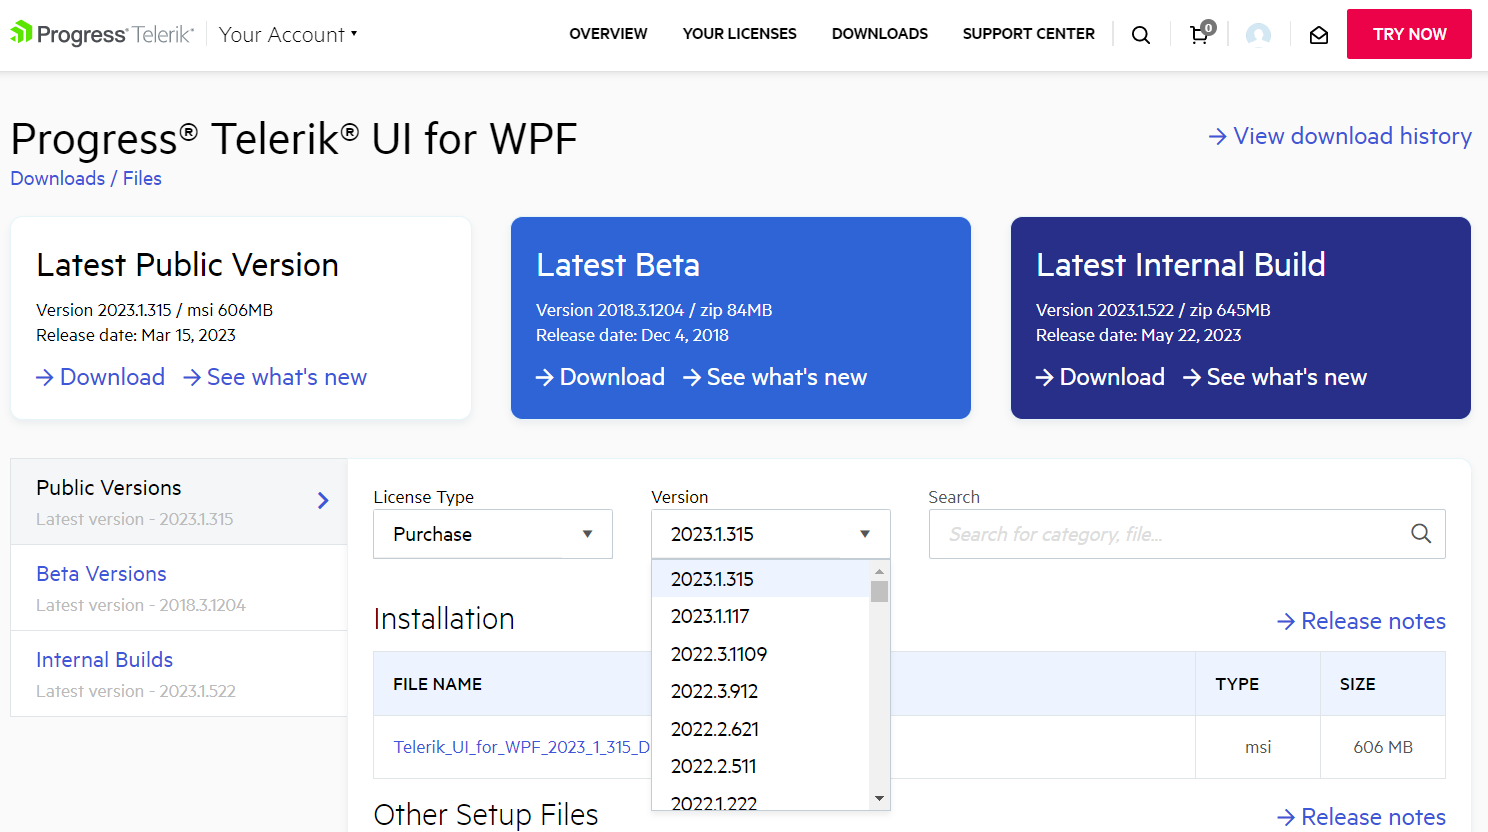 Progress® Telerik® Your Account
OVERVIEW YOUR LICENSES DOWNLOADS SUPPORT CENTER 0 TRY NOW
Progress® Telerik® UI for WPF
View download history
Downloads / Files
Latest Public Version
Version 2023.1.315 / msi 606MB
Release date: Mar 15, 2023
Download See what's new
Latest Beta
Version 2018.3.1204 / zip 84MB
Release date: Dec 4, 2018
Download See what's new
Latest Internal Build
Version 2023.1.522 / zip 645MB
Release date: May 22, 2023
Download See what's new
Public Versions
Latest version - 2023.1.315
Beta Versions
Latest version - 2018.3.1204
Internal Builds
Latest version - 2023.1.522
License Type
Purchase
Version
2023.1.315
2023.1.315
2023.1.117
2022.3.1109
2022.3.912
2022.2.621
2022.2.511
2022.1.222
Search
Search for category, file...
Installation
Release notes
FILE NAME TYPE SIZE
Telerik_UI_for_WPF_2023_1_315_D msi 606 MB
Other Setup Files
Release notes